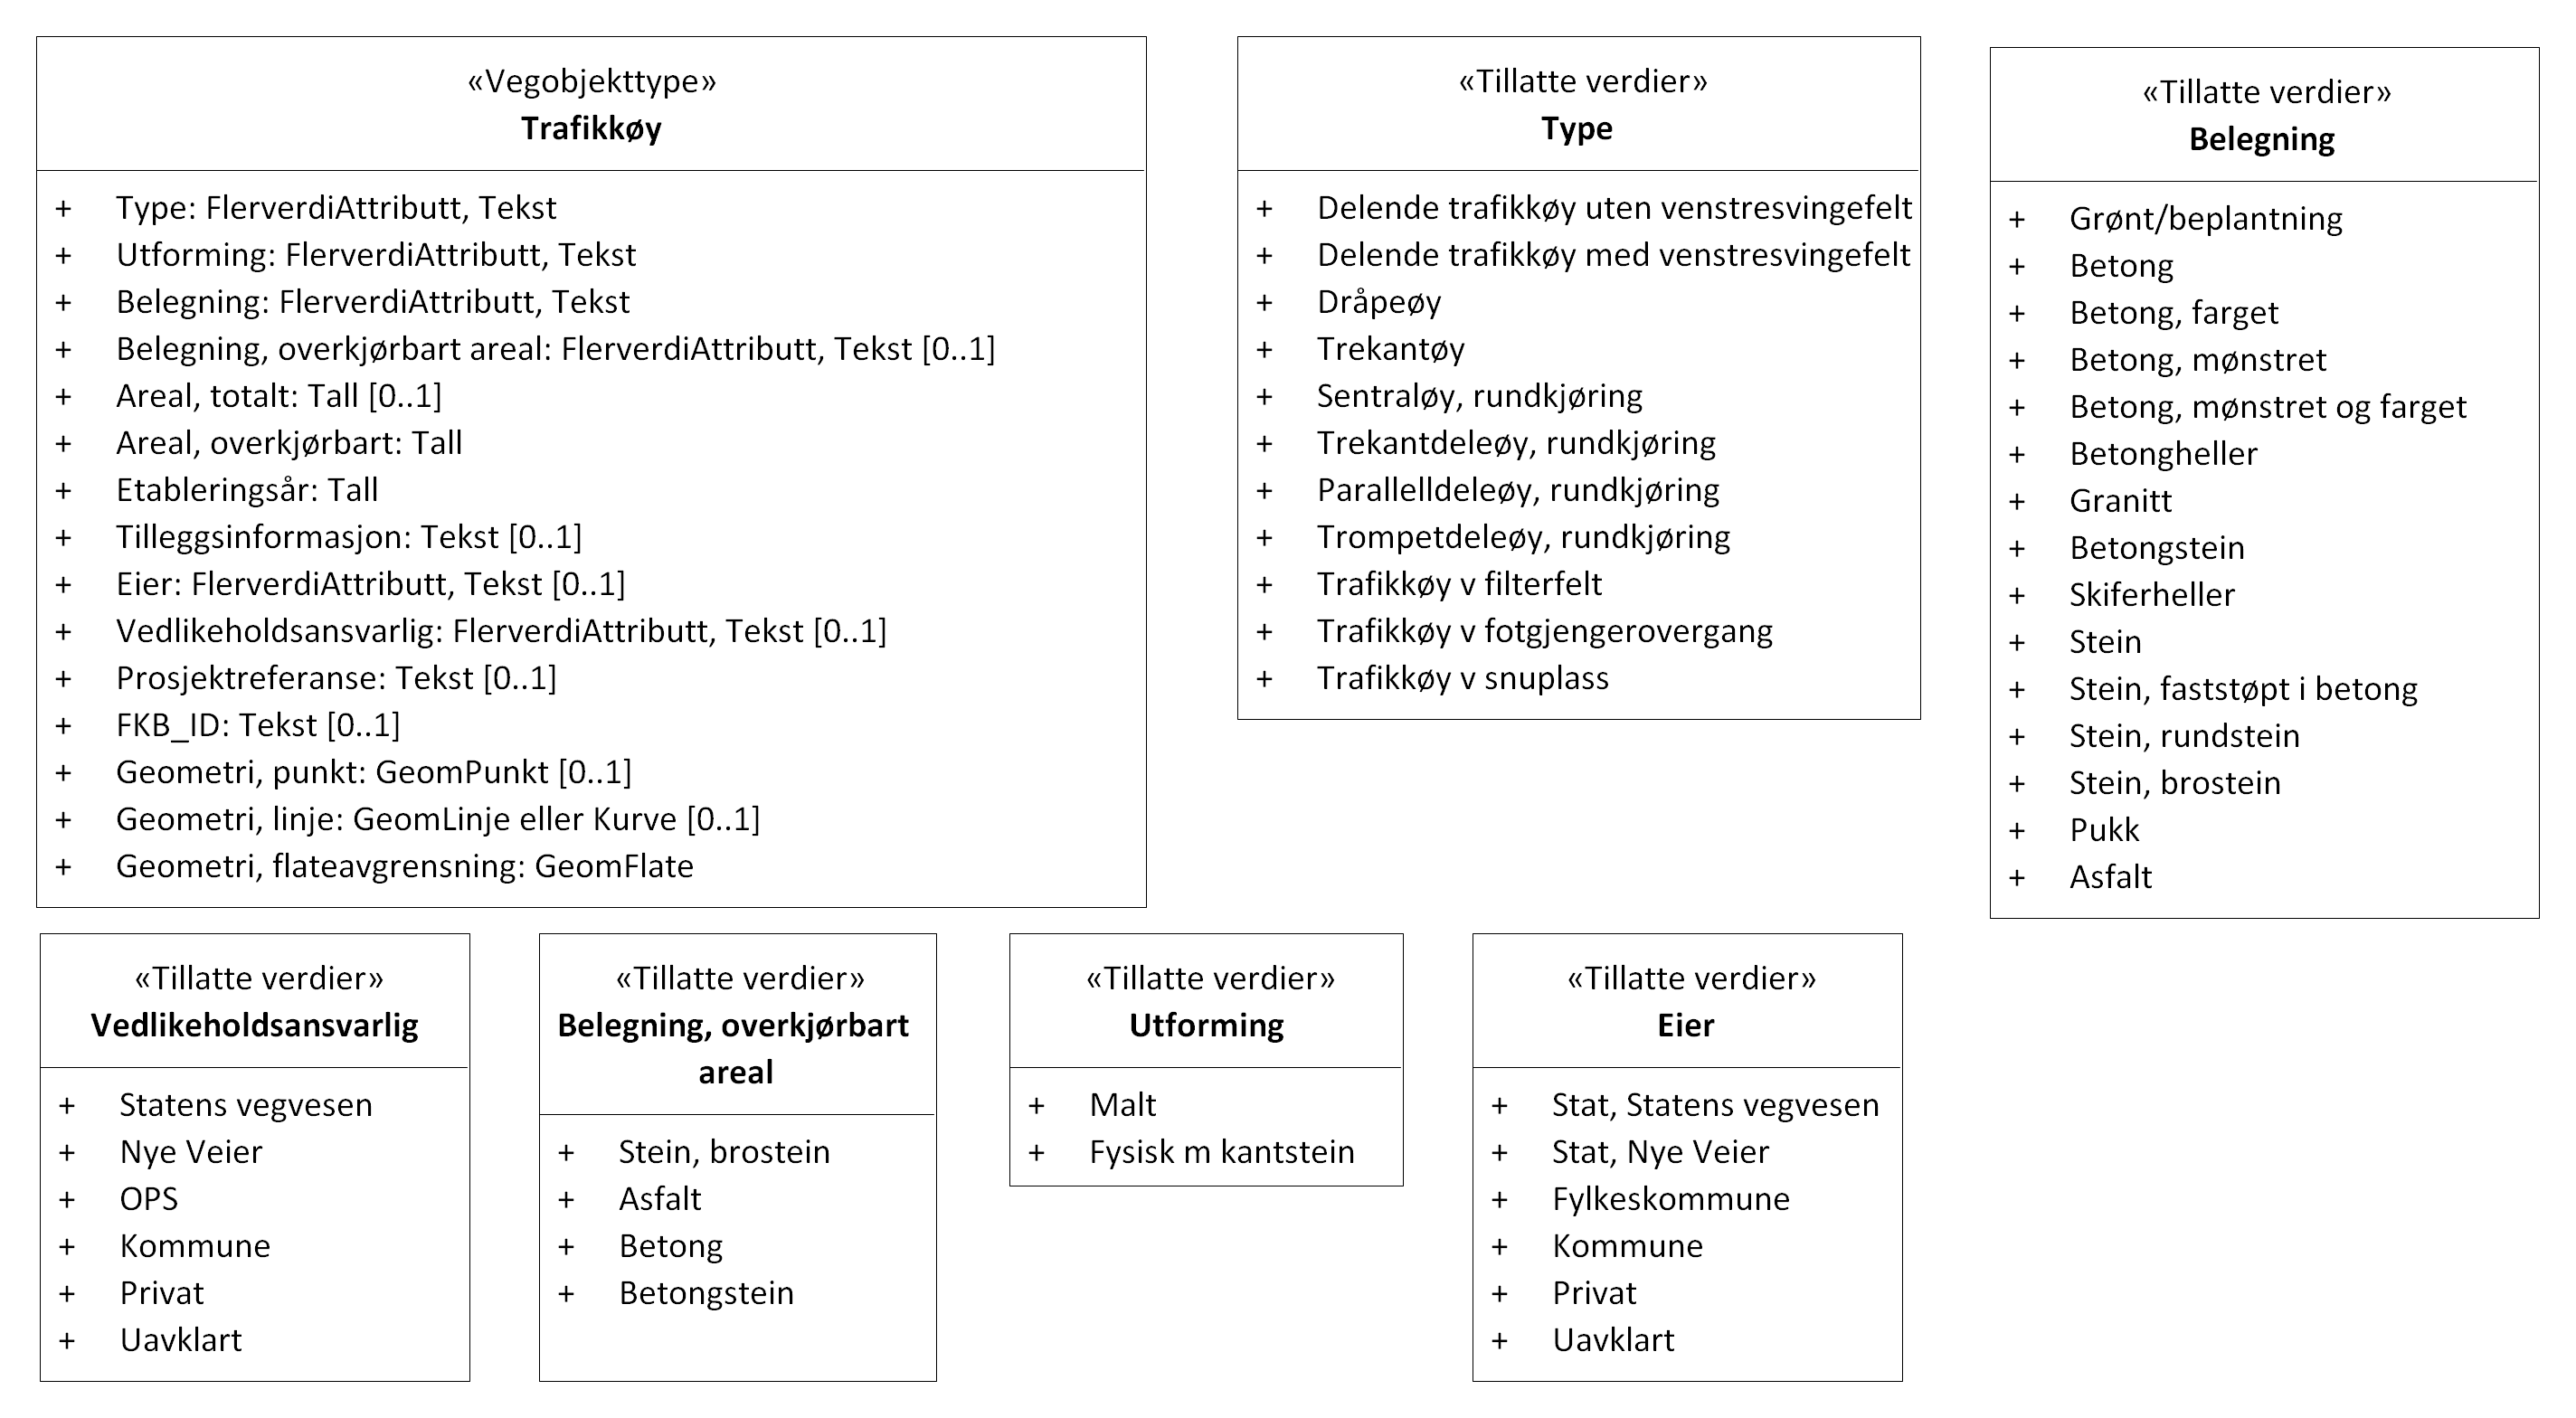 «Vegobjekttype»
Trafikkøy
+ Type: FlerverdiAttributt, Tekst
+ Utforming: FlerverdiAttributt, Tekst
+ Belegning: FlerverdiAttributt, Tekst
+ Belegning, overkjørbart areal: FlerverdiAttributt, Tekst [0..1]
+ Areal, totalt: Tall [0..1]
+ Areal, overkjørbart: Tall
+ Etableringsår: Tall
+ Tilleggsinformasjon: Tekst [0..1]
+ Eier: FlerverdiAttributt, Tekst [0..1]
+ Vedlikeholdsansvarlig: FlerverdiAttributt, Tekst [0..1]
+ Prosjektreferanse: Tekst [0..1]
+ FKB_ID: Tekst [0..1]
+ Geometri, punkt: GeomPunkt [0..1]
+ Geometri, linje: GeomLinje eller Kurve [0..1]
+ Geometri, flateavgrensning: GeomFlate
«Tillatte verdier»
Type
+ Delende trafikkøy uten venstresvingefelt
+ Delende trafikkøy med venstresvingefelt
+ Dråpeøy
+ Trekantøy
+ Sentraløy, rundkjøring
+ Trekantdeleøy, rundkjøring
+ Parallelldeleøy, rundkjøring
+ Trompetdeleøy, rundkjøring
+ Trafikkøy v filterfelt
+ Trafikkøy v fotgjengerovergang
+ Trafikkøy v snuplass
«Tillatte verdier»
Belegning
+ Grønt/beplantning
+ Betong
+ Betong, farget
+ Betong, mønstret
+ Betong, mønstret og farget
+ Betongheller
+ Granitt
+ Betongstein
+ Skiferheller
+ Stein
+ Stein, faststøpt i betong
+ Stein, rundstein
+ Stein, brostein
+ Pukk
+ Asfalt
«Tillatte verdier»
Vedlikeholdsansvarlig
+ Statens vegvesen
+ Nye Veier
+ OPS
+ Kommune
+ Privat
+ Uavklart
«Tillatte verdier»
Belegning, overkjørbart
areal
+ Stein, brostein
+ Asfalt
+ Betong
+ Betongstein
«Tillatte verdier»
Utforming
+ Malt
+ Fysisk m kantstein
«Tillatte verdier»
Eier
+ Stat, Statens vegvesen
+ Stat, Nye Veier
+ Fylkeskommune
+ Kommune
+ Privat
+ Uavklart